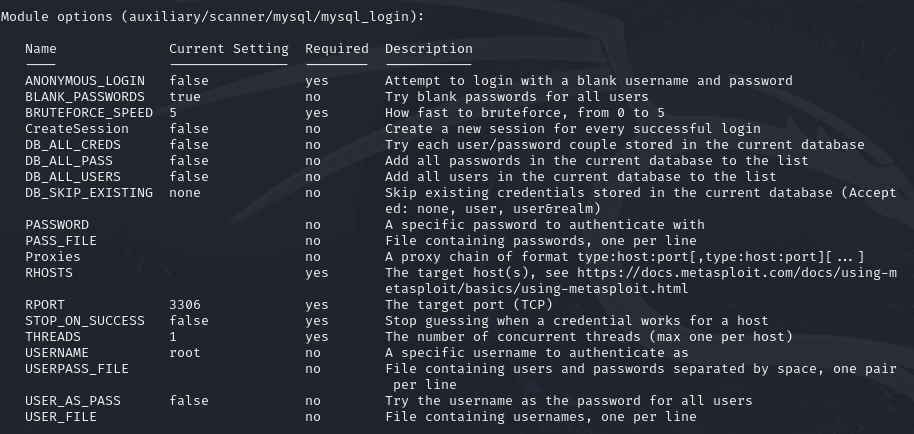 Module options (auxiliary/scanner/mysql/mysql_login):
Name Current Setting Required Description
ANONYMOUS_LOGIN false yes Attempt to login with a blank username and password
BLANK_PASSWORDS true no Try blank passwords for all users
BRUTEFORCE_SPEED 5 yes How fast to bruteforce, from 0 to 5
CreateSession false no Create a new session for every successful login
DB_ALL_CREDS false no Try each user/password couple stored in the current database
DB_ALL_PASS false no Add all passwords in the current database to the list
DB_ALL_USERS false no Add all users in the current database to the list
DB_SKIP_EXISTING none no Skip existing credentials stored in the current database (Accept
ed: none, user, user&realm)
PASSWORD no A specific password to authenticate with
PASS_FILE no File containing passwords, one per line
Proxies no A proxy chain of format type:host:port[,type:host:port][...]
RHOSTS yes The target host(s), see https://docs.metasploit.com/docs/using-m
etasploit/basics/using-metasploit.html
RPORT 3306 yes The target port (TCP)
STOP_ON_SUCCESS false yes Stop guessing when a credential works for a host
THREADS 1 yes The number of concurrent threads (max one per host)
USERNAME root no A specific username to authenticate as
USERPASS_FILE no File containing users and passwords separated by space, one pair
per line
USER_AS_PASS false no Try the username as the password for all users
USER_FILE no File containing usernames, one per line